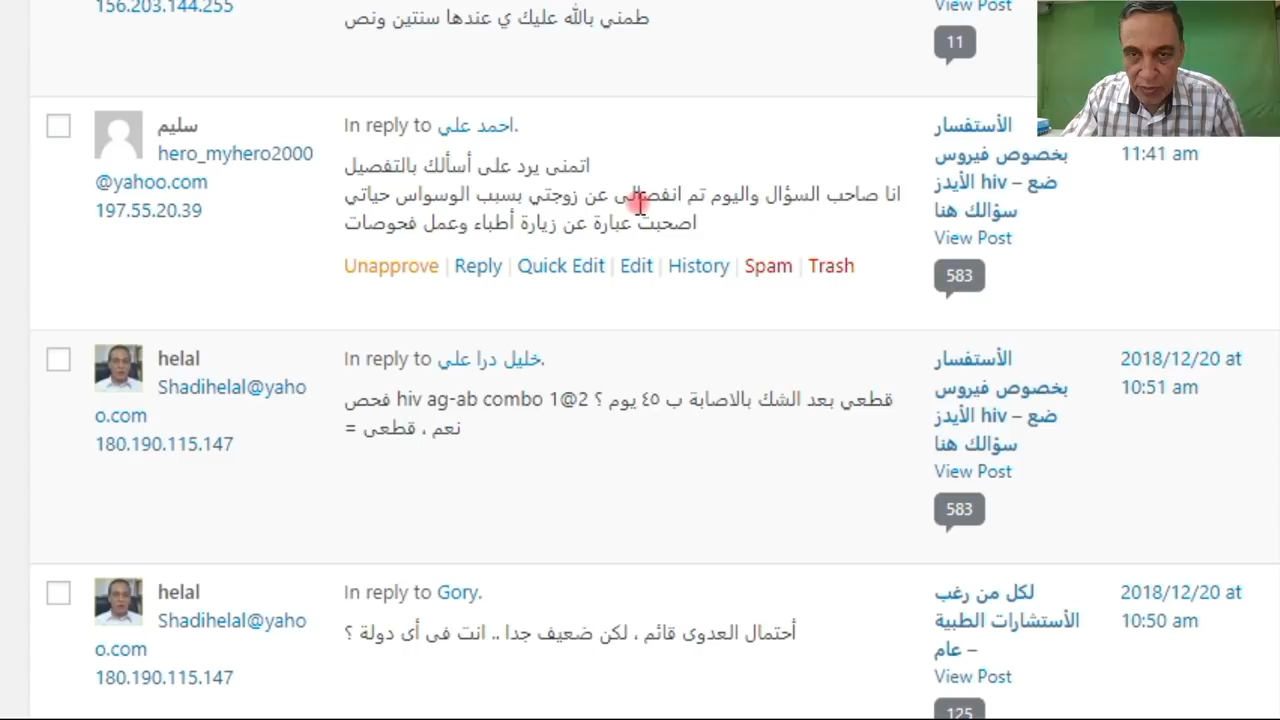 156.203.144.255
طمني بالله عليك ي عندها سنتين ونص
View Post
11
سليم
hero_myhero2000
@yahoo.com
197.55.20.39
In reply to احمد علي.
اتمنى يرد على أسألك بالتفصيل
انا صاحب السؤال واليوم تم انفصالى عن زوجتي بسبب الوسواس حياتي
اصحبت عبارة عن زيارة أطباء وعمل فحوصات
Unapprove | Reply | Quick Edit | Edit | History | Spam | Trash
الأستفسار
بخصوص فيروس
الأيدز hiv – ضع
سؤالك هنا
View Post
583
11:41 am
helal
Shadihelal@yaho
o.com
180.190.115.147
In reply to خليل درا علي.
فحص hiv ag-ab combo 1@2 قطعي بعد الشك بالاصابة ب ٤٥ يوم ؟
= نعم ، قطعى
الأستفسار
بخصوص فيروس
الأيدز hiv – ضع
سؤالك هنا
View Post
583
2018/12/20 at
10:51 am
helal
Shadihelal@yaho
o.com
180.190.115.147
In reply to Gory.
أحتمال العدوى قائم ، لكن ضعيف جدا .. انت فى أى دولة ؟
لكل من رغب
الأستشارات الطبية
– عام
View Post
125
2018/12/20 at
10:50 am